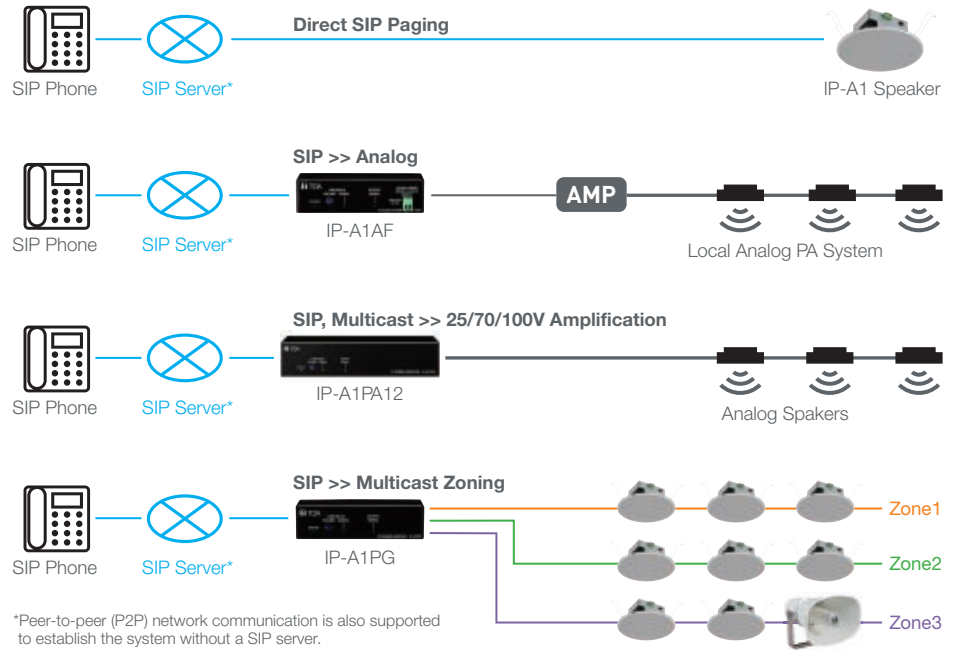 Direct SIP Paging
SIP Phone
SIP Server*
IP-A1 Speaker
SIP >> Analog
TOA
AMP
IP-A1AF
SIP Phone
SIP Server*
Local Analog PA System
SIP, Multicast >> 25/70/100V Amplification
IP-A1PA12
SIP Phone
SIP Server*
Analog Spakers
SIP >> Multicast Zoning
TOA
Zone1
IP-A1PG
SIP Phone
SIP Server*
Zone2
Zone3
*Peer-to-peer (P2P) network communication is also supported
to establish the system without a SIP server.